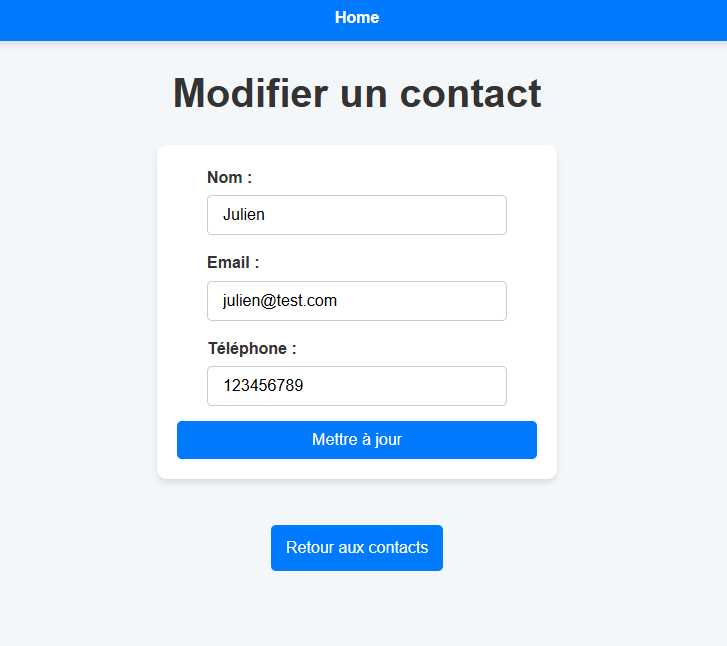 Home
Modifier un contact
Nom :
Julien
Email :
julien@test.com
Téléphone :
123456789
Mettre à jour
Retour aux contacts